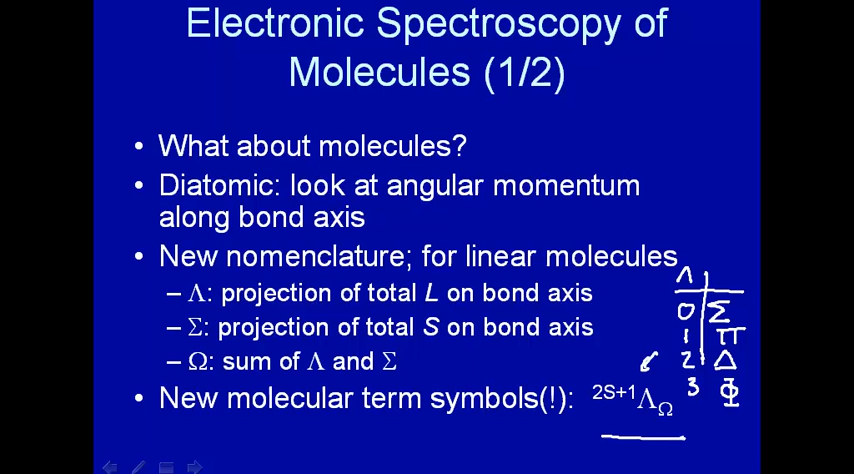 Electronic Spectroscopy of
Molecules (1/2)
• What about molecules?
• Diatomic: look at angular momentum
along bond axis
• New nomenclature; for linear molecules
– Λ: projection of total L on bond axis
– Σ: projection of total S on bond axis
– Ω: sum of Λ and Σ
• New molecular term symbols(!): ²ˢ⁺¹Λ_Ω
Λ
0 Σ
1 Π
2 Δ
3 Φ